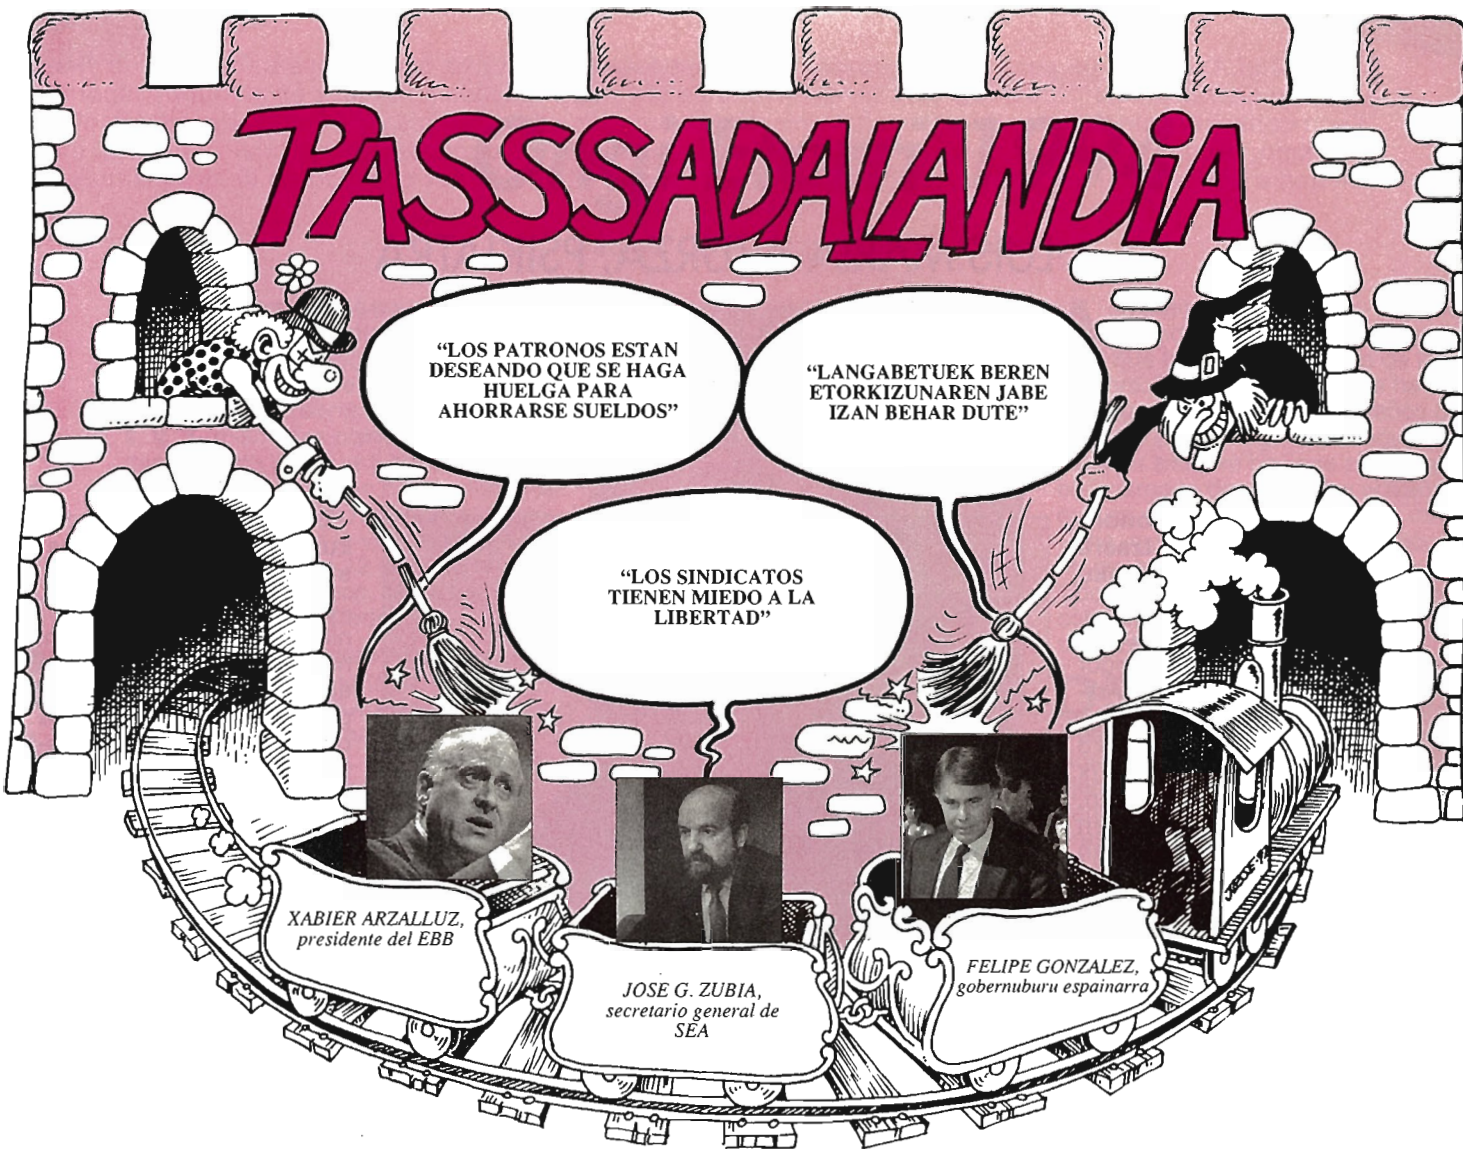 PASSSADALANDiA
“LOS PATRONOS ESTAN
DESEANDO QUE SE HAGA
HUELGA PARA
AHORRARSE SUELDOS”
“LANGABETUEK BEREN
ETORKIZUNAREN JABE
IZAN BEHAR DUTE”
“LOS SINDICATOS
TIENEN MIEDO A LA
LIBERTAD”
XABIER ARZALLUZ,
presidente del EBB
JOSE G. ZUBIA,
secretario general de
SEA
FELIPE GONZALEZ,
gobernuburu espainarra